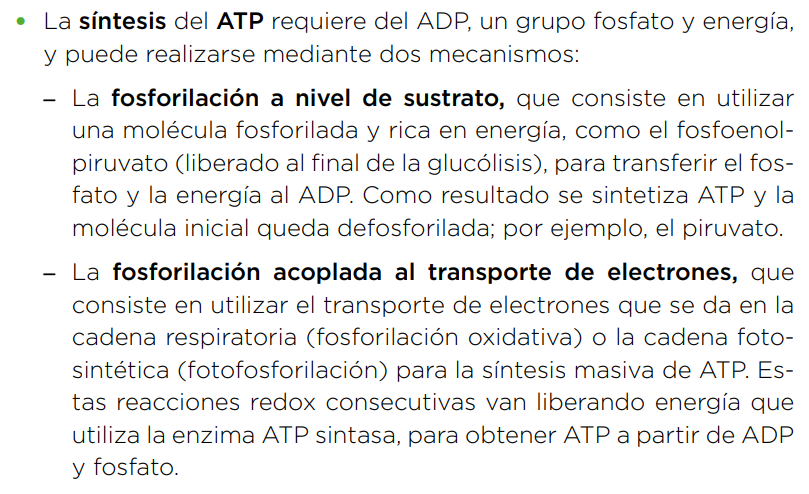 • La síntesis del ATP requiere del ADP, un grupo fosfato y energía,
y puede realizarse mediante dos mecanismos:
– La fosforilación a nivel de sustrato, que consiste en utilizar
una molécula fosforilada y rica en energía, como el fosfoenol-
piruvato (liberado al final de la glucólisis), para transferir el fos-
fato y la energía al ADP. Como resultado se sintetiza ATP y la
molécula inicial queda defosforilada; por ejemplo, el piruvato.
– La fosforilación acoplada al transporte de electrones, que
consiste en utilizar el transporte de electrones que se da en la
cadena respiratoria (fosforilación oxidativa) o la cadena foto-
sintética (fotofosforilación) para la síntesis masiva de ATP. Es-
tas reacciones redox consecutivas van liberando energía que
utiliza la enzima ATP sintasa, para obtener ATP a partir de ADP
y fosfato.